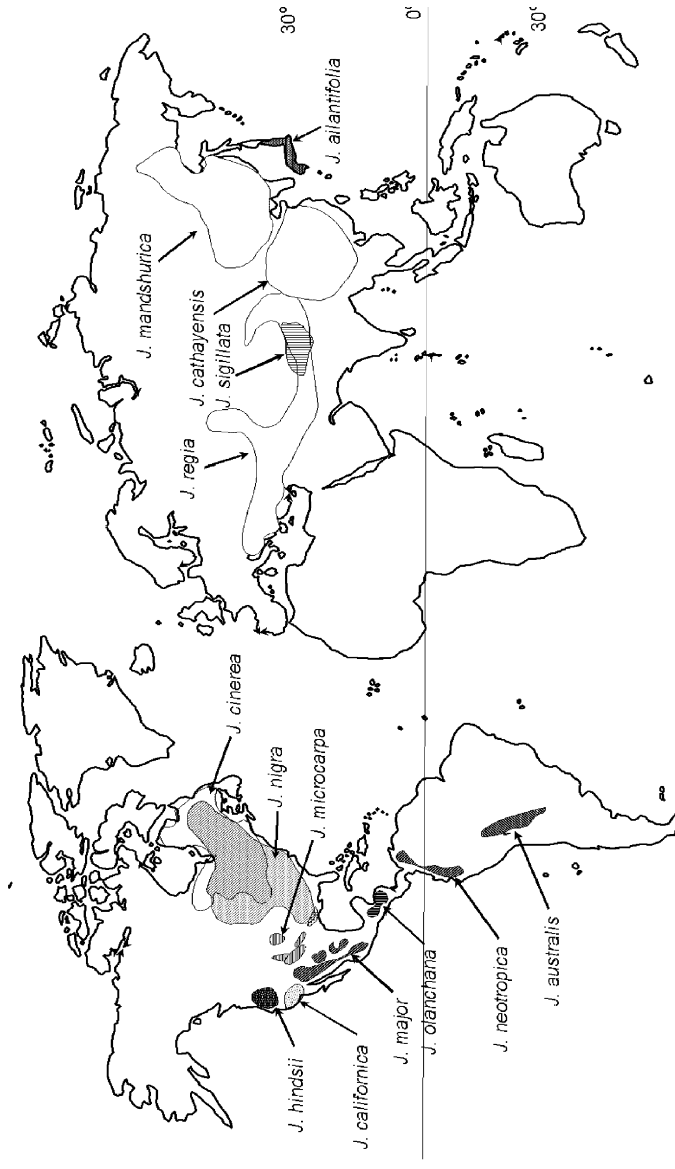 30°
0°
30°
J. ailantifolia
J. mandshurica
J. cathayensis
J. sigillata
J. regia
J. cinerea
J. nigra
J. microcarpa
J. hindsii
J. californica
J. major
J. olanchana
J. neotropica
J. australis